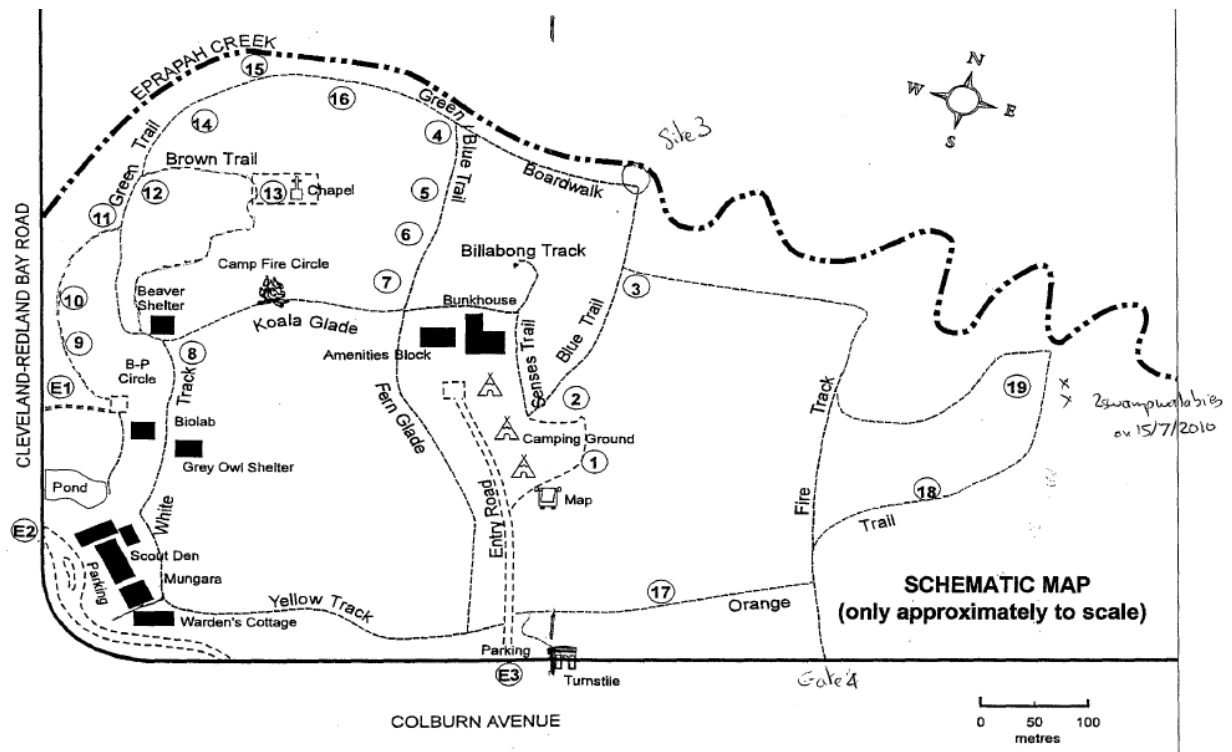 EPRAPAH CREEK
15
N
W
E
S
16
Green / Blue Trail
14
4
Site 3
Green Trail
Brown Trail
Boardwalk
12
13
Chapel
5
11
6
Billabong Track
CLEVELAND-REDLAND BAY ROAD
Camp Fire Circle
7
3
10
Beaver
Shelter
Bunkhouse
Koala Glade
Blue Trail
Senses Trail
9
8
Amenities Block
B-P
Circle
Track
E1
Fern Glade
2
Track
19
x
x
2 swampwallabies
on 15/7/2010
Biolab
Camping Ground
Grey Owl Shelter
1
Pond
Map
18
White
Entry Road
Fire
Trail
E2
Scout Den
Parking
Mungara
SCHEMATIC MAP
(only approximately to scale)
Yellow Track
17
Orange
Warden's Cottage
Parking
E3
Turnstile
Gate 4
0 50 100
metres
COLBURN AVENUE